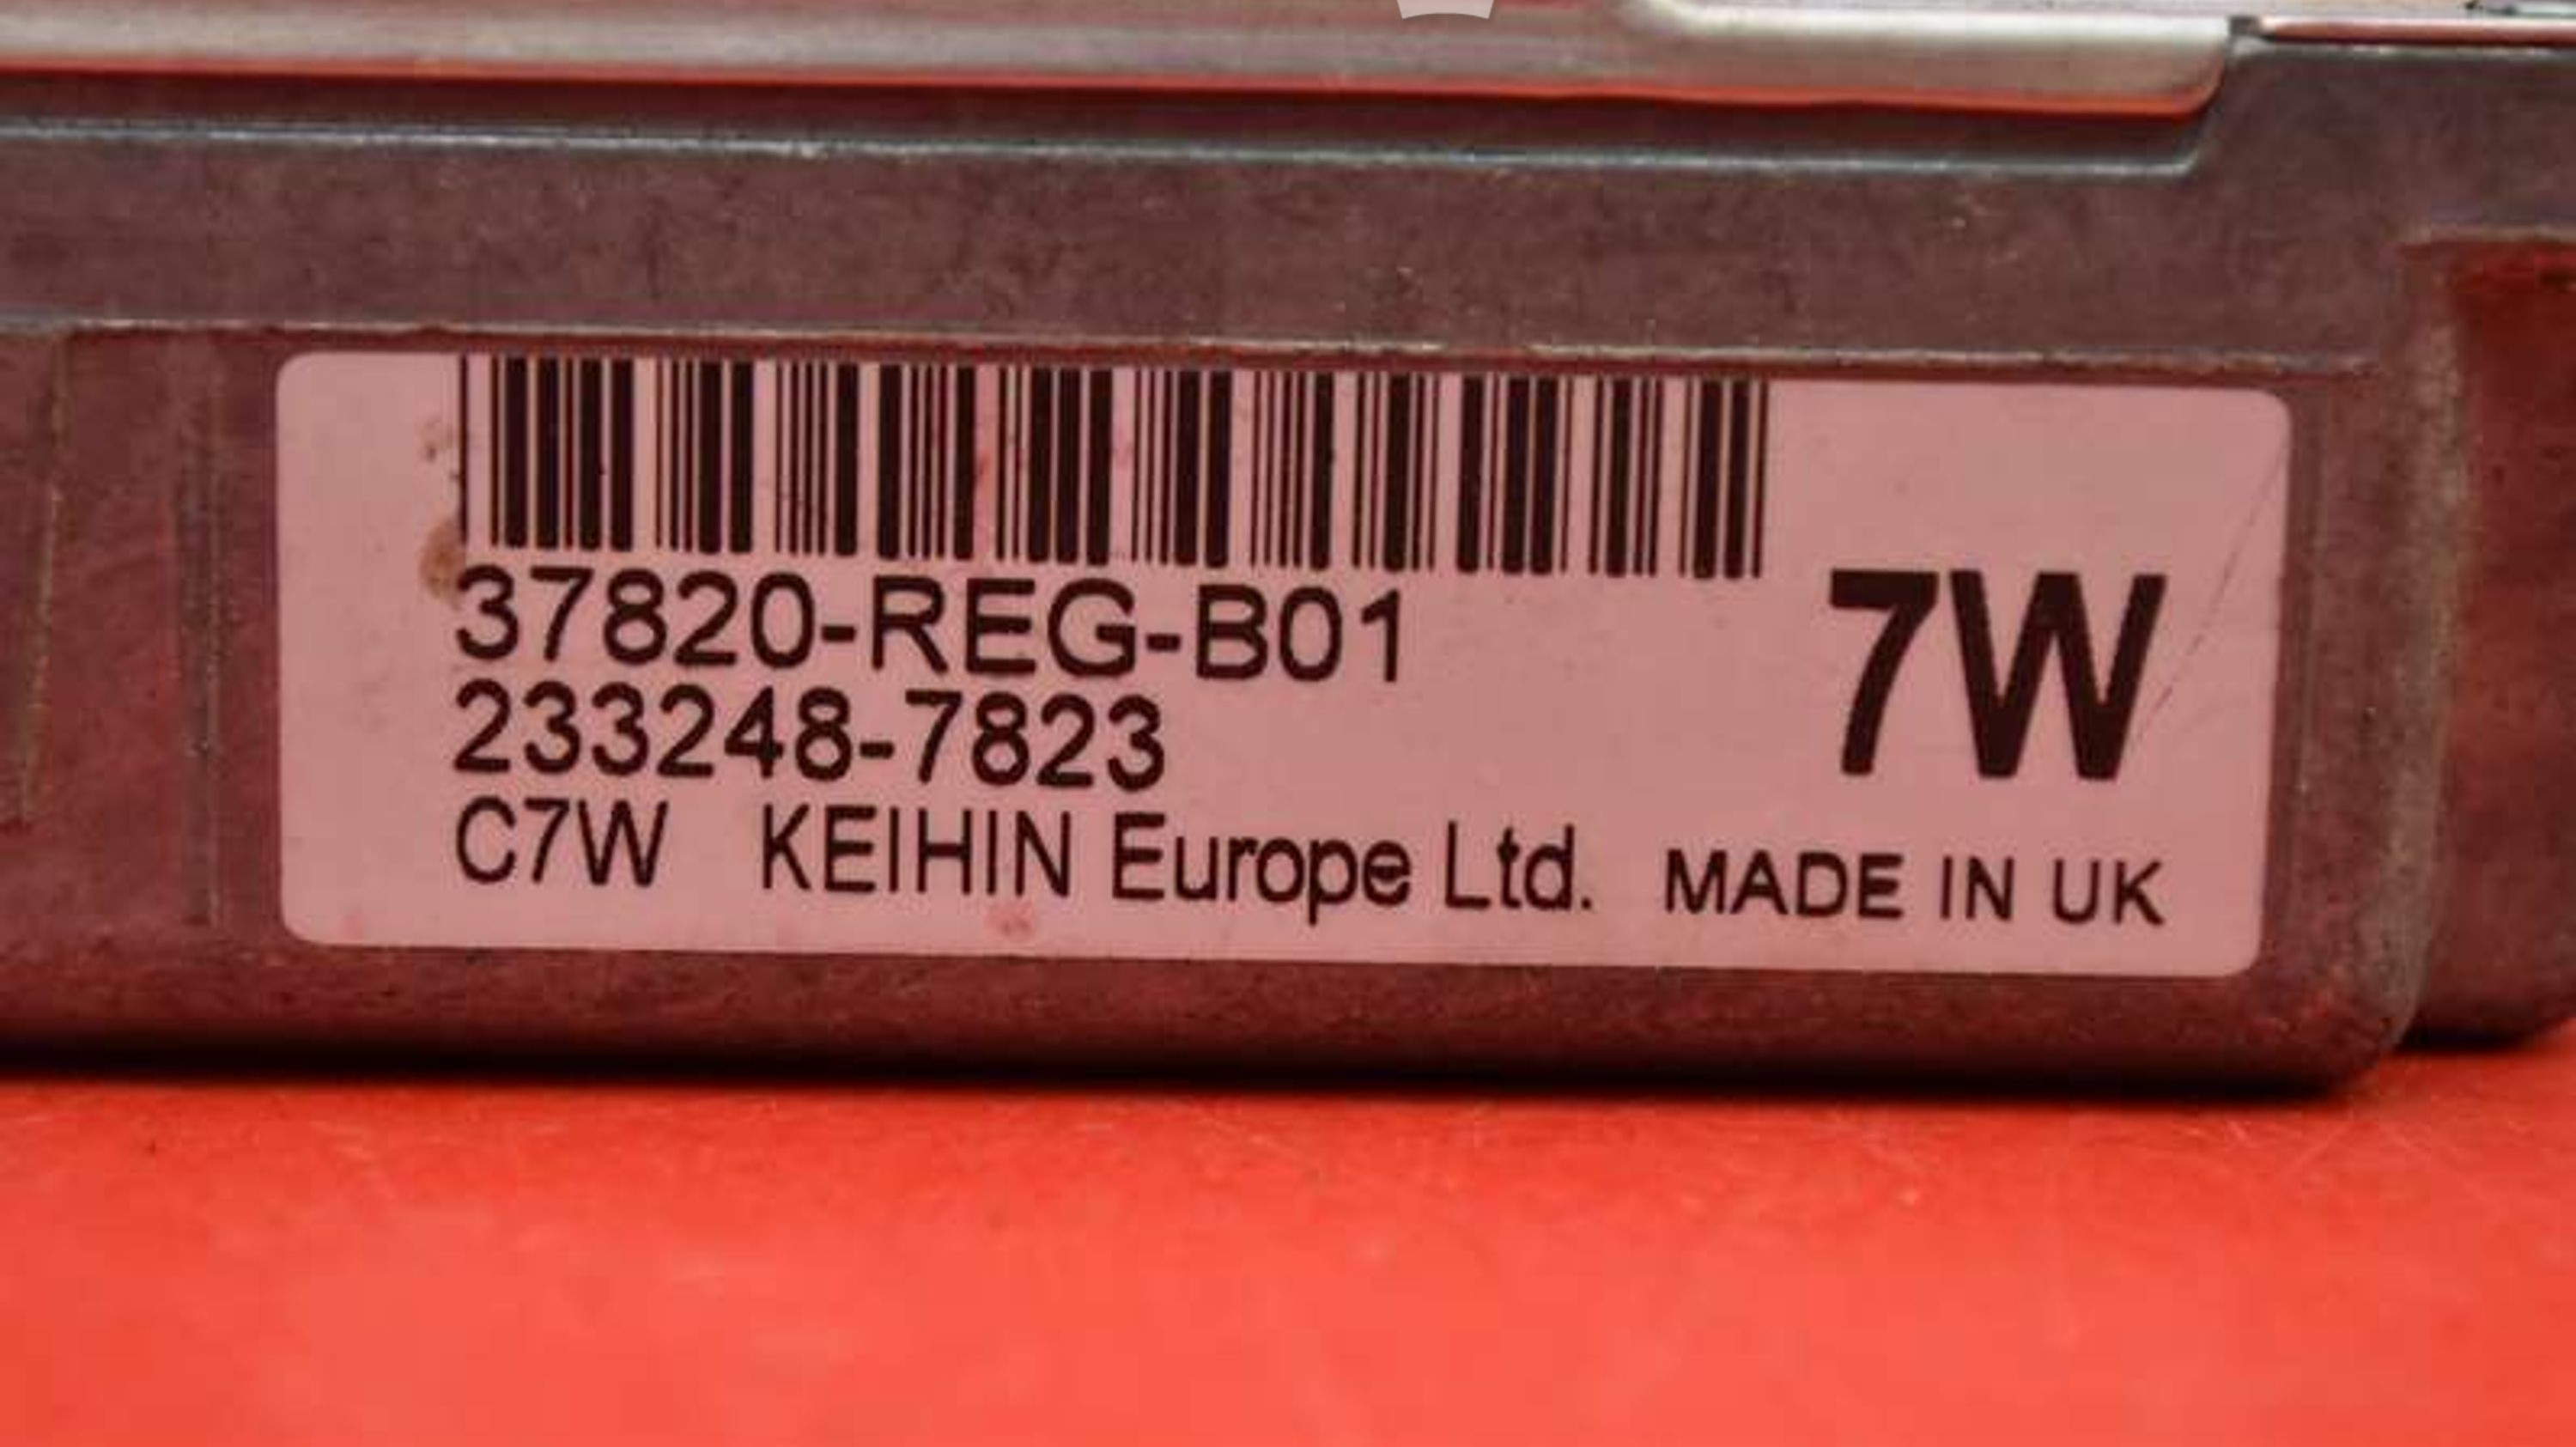 37820-REG-B01
7W
233248-7823
C7W KEIHIN Europe Ltd. MADE IN UK